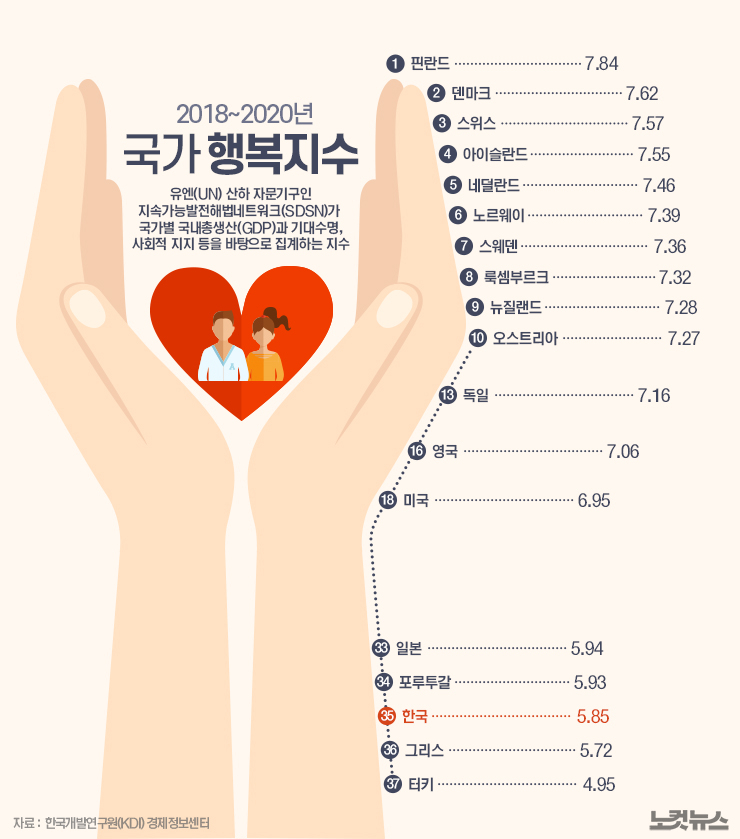 2018~2020년
국가 행복지수
유엔(UN) 산하 자문기구인
지속가능발전해법네트워크(SDSN)가
국가별 국내총생산(GDP)과 기대수명,
사회적 지지 등을 바탕으로 집계하는 지수
A
1 핀란드 7.84
2 덴마크 7.62
3 스위스 7.57
4 아이슬란드 7.55
5 네덜란드 7.46
6 노르웨이 7.39
7 스웨덴 7.36
8 룩셈부르크 7.32
9 뉴질랜드 7.28
10 오스트리아 7.27
13 독일 7.16
16 영국 7.06
18 미국 6.95
33 일본 5.94
34 포루투갈 5.93
35 한국 5.85
36 그리스 5.72
37 터키 4.95
자료 : 한국개발연구원(KDI) 경제정보센터
노컷뉴스